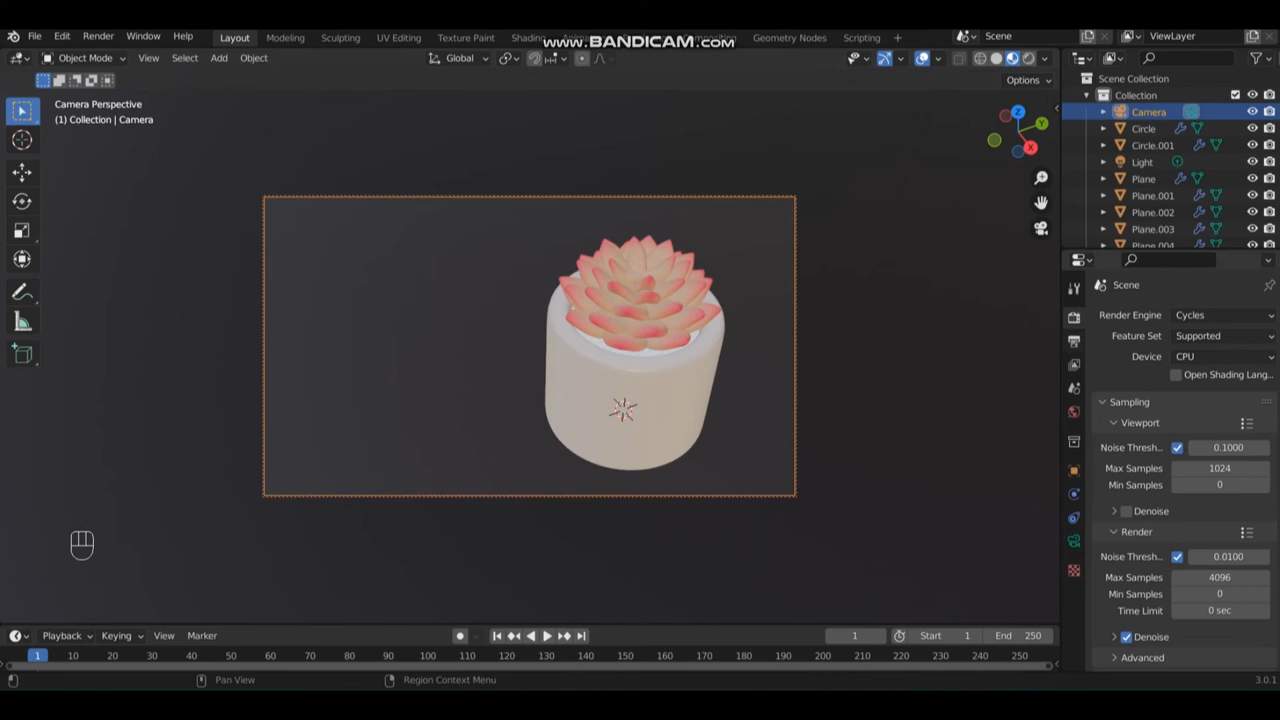 File Edit Render Window Help Layout Modeling Sculpting UV Editing Texture Paint Shading Geometry Nodes Scripting Scene ViewLayer
www.BANDICAM.com
Object Mode View Select Add Object Global
Options
Camera Perspective
(1) Collection | Camera
X
Y
Z
Scene Collection
Collection
Camera
Circle
Circle.001
Light
Plane
Plane.001
Plane.002
Plane.003
Plane.004
Scene
Render Engine Cycles
Feature Set Supported
Device CPU
Open Shading Lang...
Sampling
Viewport
Noise Thresh.. 0.1000
Max Samples 1024
Min Samples 0
Denoise
Render
Noise Thresh.. 0.0100
Max Samples 4096
Min Samples 0
Time Limit 0 sec
Denoise
Advanced
Playback Keying View Marker 1 Start 1 End 250
1 10 20 30 40 50 60 70 80 90 100 110 120 130 140 150 160 170 180 190 200 210 220 230 240 250
Pan View Region Context Menu 3.0.1